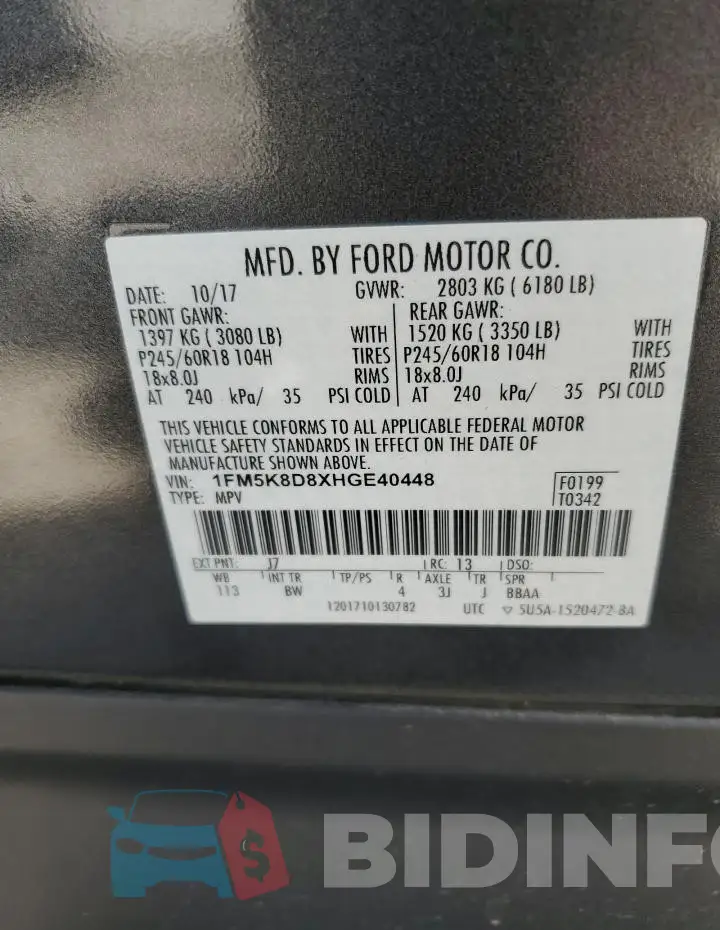 MFD. BY FORD MOTOR CO.
DATE: 10/17 GVWR: 2803 KG ( 6180 LB)
FRONT GAWR: REAR GAWR:
1397 KG ( 3080 LB) WITH 1520 KG ( 3350 LB) WITH
P245/60R18 104H TIRES P245/60R18 104H TIRES
18x8.0J RIMS 18x8.0J RIMS
AT 240 kPa/ 35 PSI COLD AT 240 kPa/ 35 PSI COLD
THIS VEHICLE CONFORMS TO ALL APPLICABLE FEDERAL MOTOR
VEHICLE SAFETY STANDARDS IN EFFECT ON THE DATE OF
MANUFACTURE SHOWN ABOVE.
VIN: 1FM5K8D8XHGE40448 F0199
TYPE: MPV T0342
EXT PNT: J7 RC: 13 DSO:
WB INT TR TP/PS R AXLE TR SPR
113 BW 4 3J J BBAA
1201710130782 UTC ▽ 5U5A-1520472-BA
$ BIDINFO